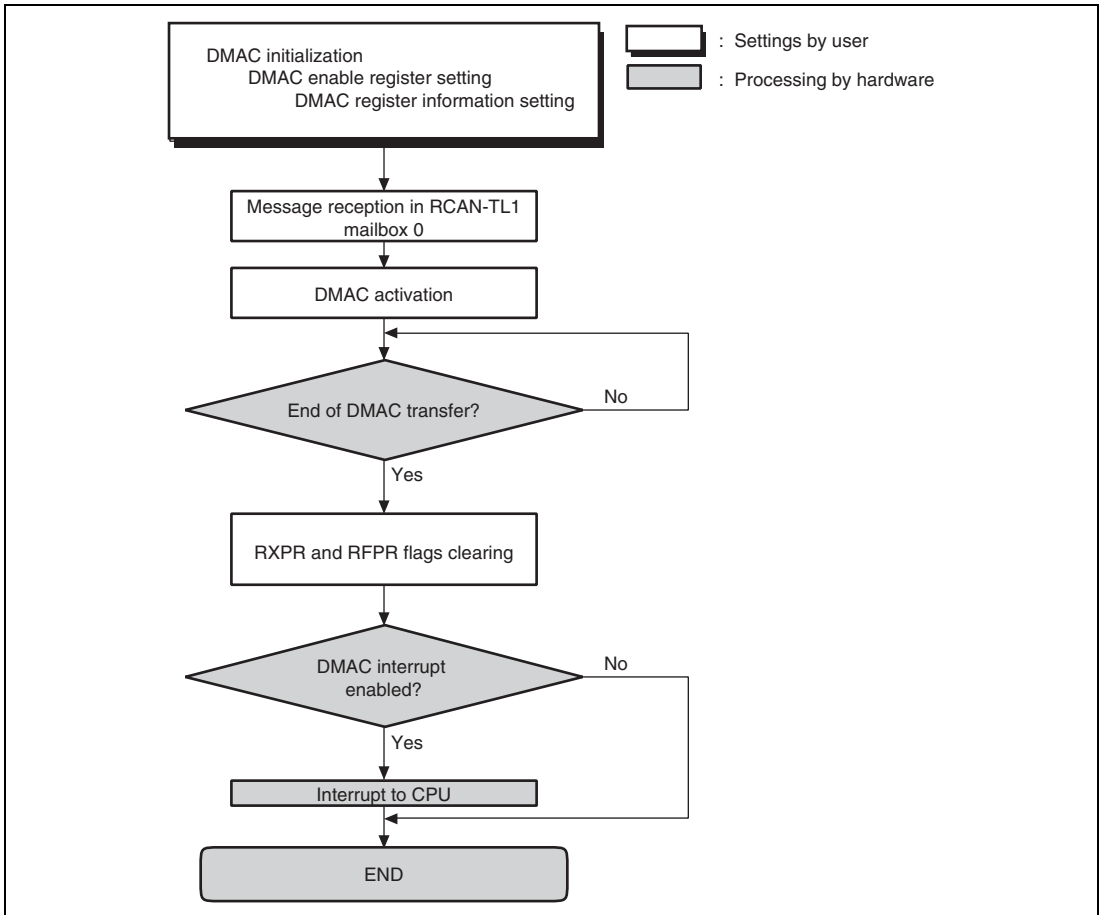 DMAC initialization
DMAC enable register setting
DMAC register information setting
: Settings by user
: Processing by hardware
Message reception in RCAN-TL1
mailbox 0
DMAC activation
End of DMAC transfer?
No
Yes
RXPR and RFPR flags clearing
DMAC interrupt
enabled?
No
Yes
Interrupt to CPU
END